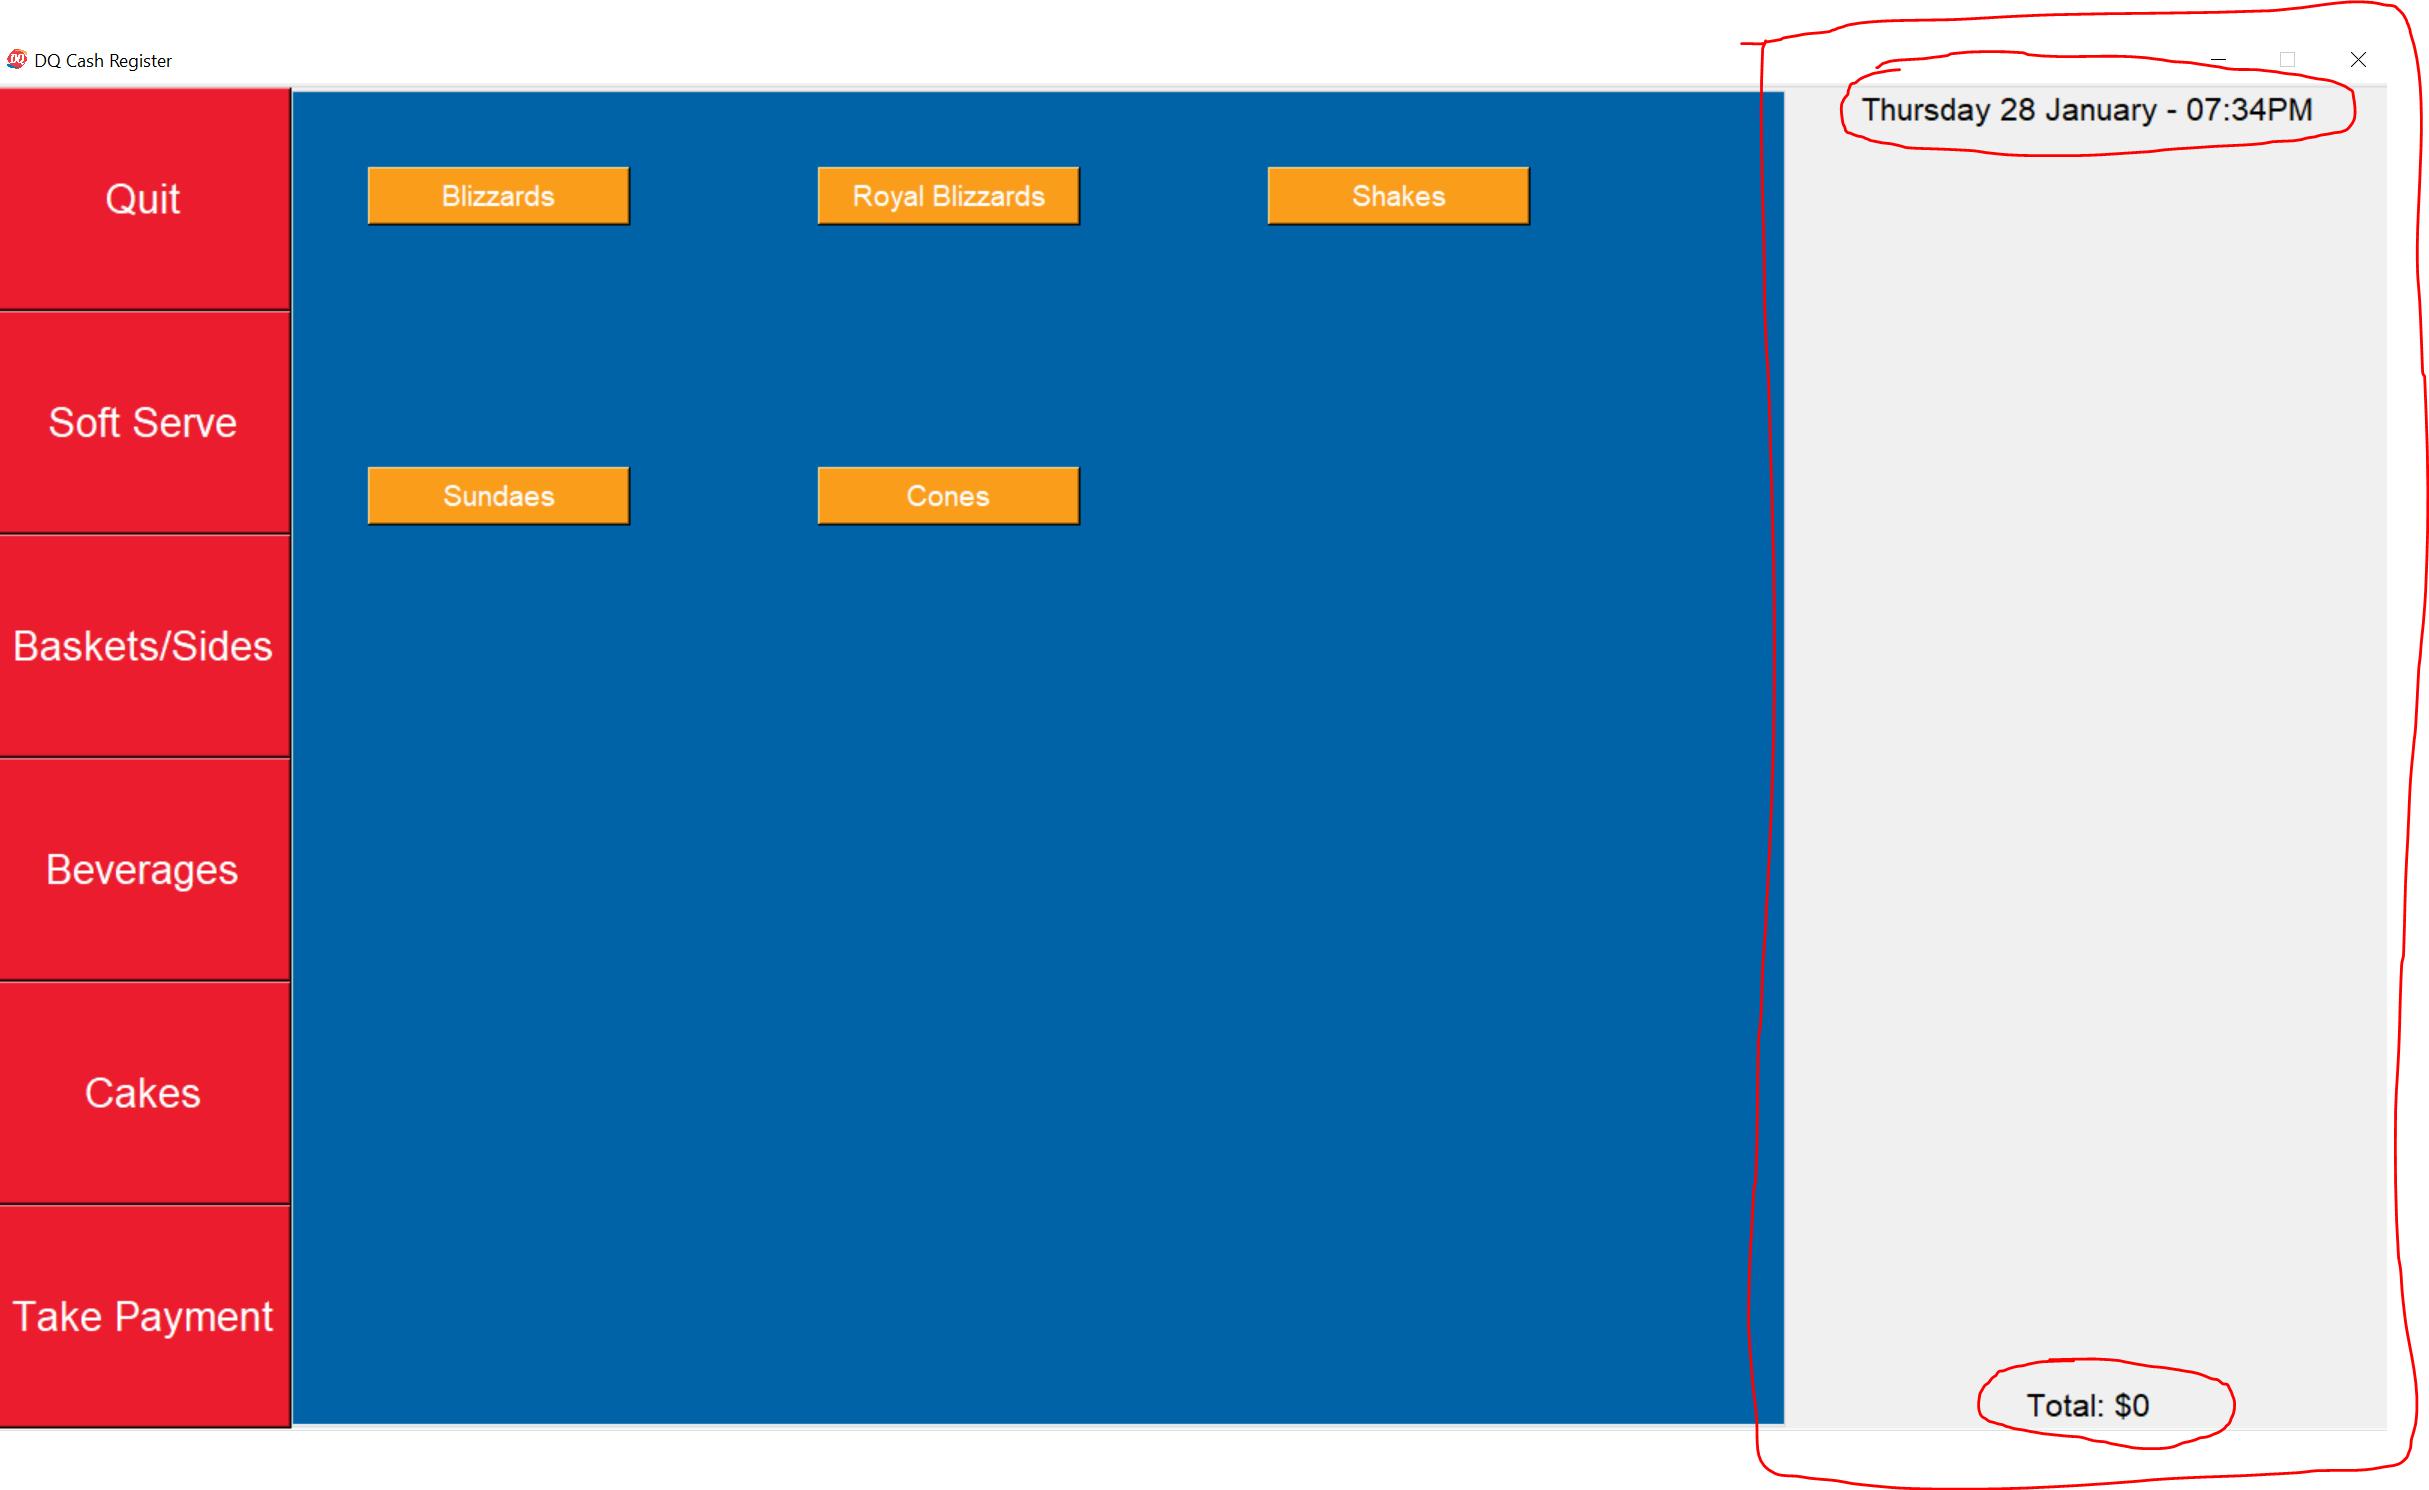 DQ Cash Register
Thursday 28 January - 07:34PM
Quit
Blizzards
Royal Blizzards
Shakes
Soft Serve
Sundaes
Cones
Baskets/Sides
Beverages
Cakes
Take Payment
Total: $0